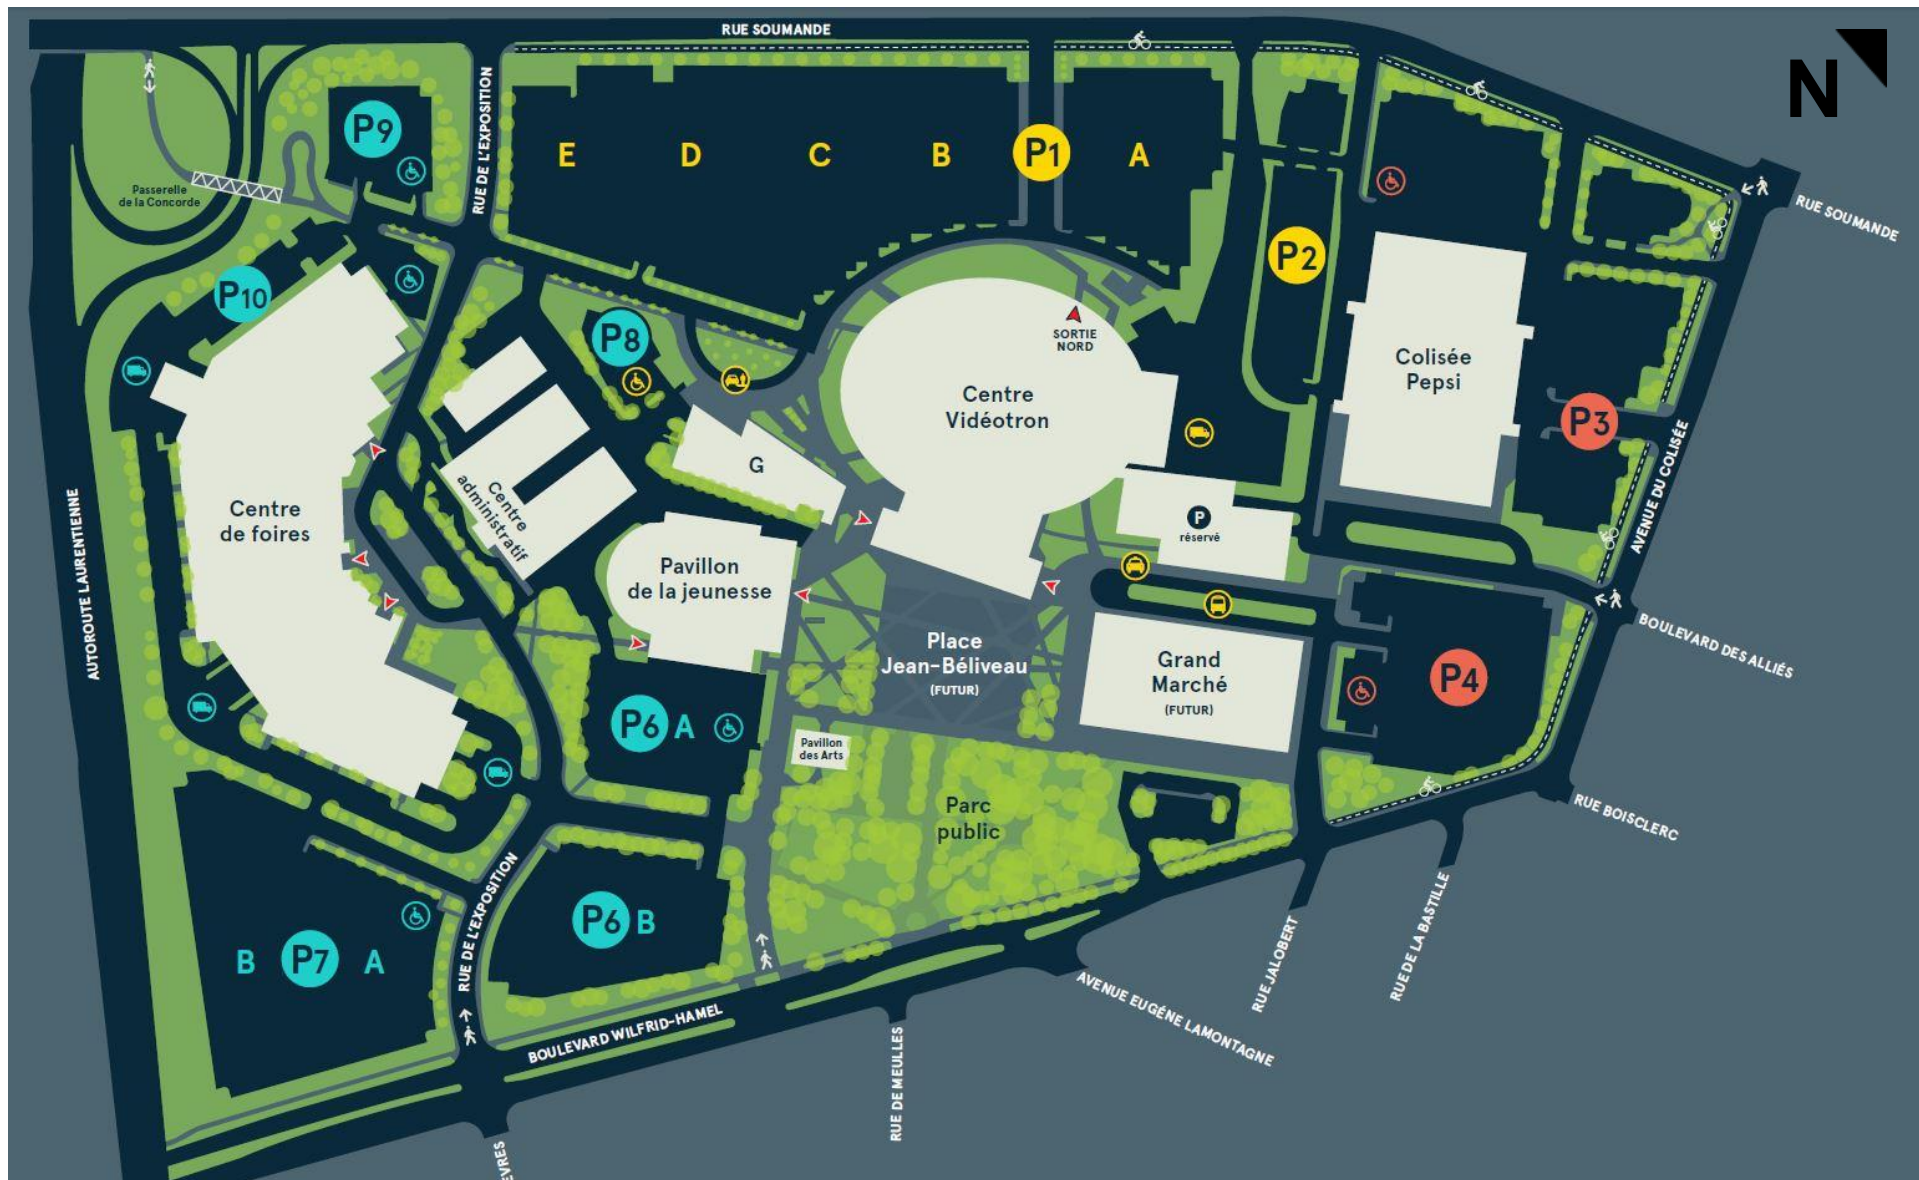 RUE SOUMANDE
N
P9
RUE DE L'EXPOSITION
E
D
C
B
P1
A
Passerelle
de la Concorde
RUE SOUMANDE
P2
P10
SORTIE
NORD
P8
Colisée
Pepsi
Centre
Vidéotron
P3
G
AVENUE DU COLISÉE
Centre
administratif
Centre
de foires
P
réservé
AUTOROUTE LAURENTIENNE
Pavillon
de la jeunesse
Place
Jean-Béliveau
(FUTUR)
Grand
Marché
(FUTUR)
BOULEVARD DES ALLIÉS
P4
P6 A
Pavillon
des Arts
Parc
public
RUE BOISCLERC
RUE DE L'EXPOSITION
P6 B
B
P7
A
RUE JALOBERT
RUE DE LA BASTILLE
AVENUE EUGÉNE LAMONTAGNE
BOULEVARD WILFRID-HAMEL
RUE DE MEULLES
EVRES